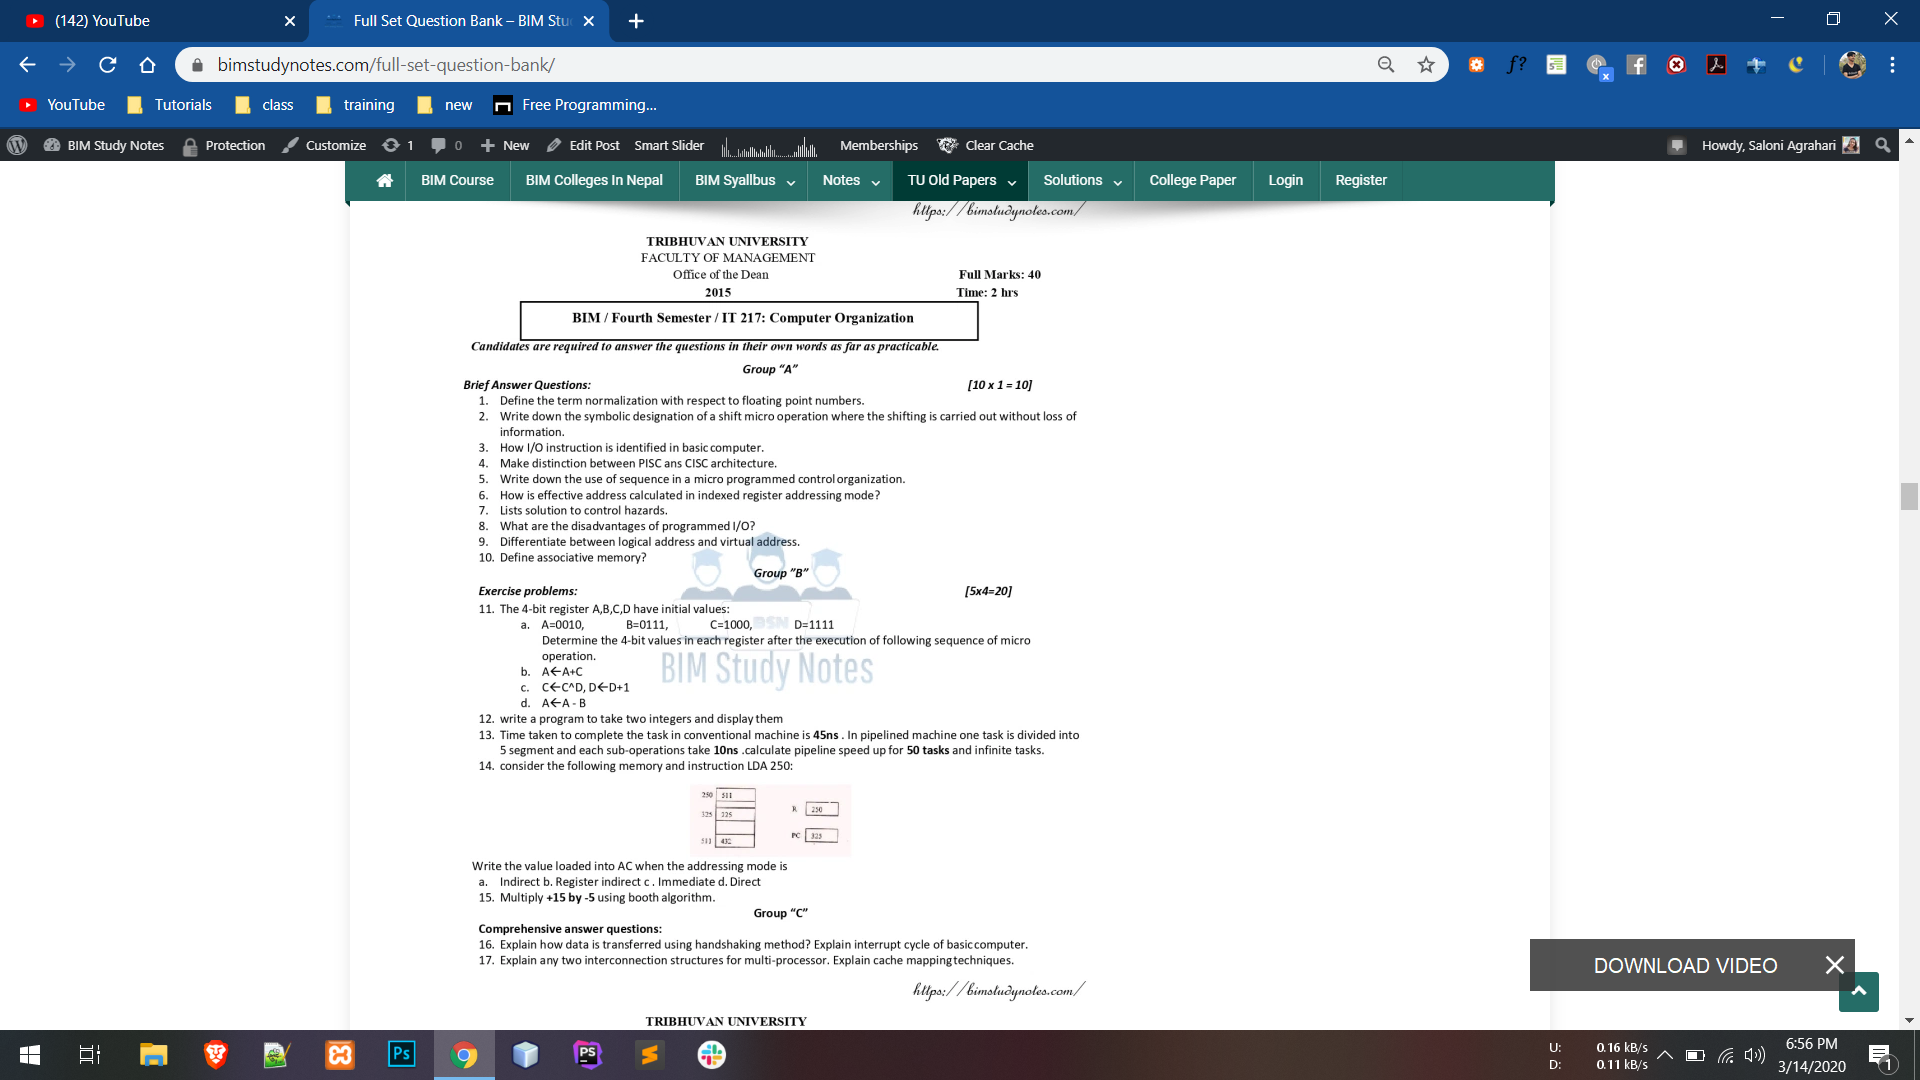 (142) YouTube
Full Set Question Bank – BIM Stu
bimstudynotes.com/full-set-question-bank/
YouTube Tutorials class training new Free Programming...
BIM Study Notes Protection Customize 1 0 New Edit Post Smart Slider Memberships Clear Cache Howdy, Saloni Agrahari
BIM Course BIM Colleges In Nepal BIM Syallbus Notes TU Old Papers Solutions College Paper Login Register
https://bimstudynotes.com/
TRIBHUVAN UNIVERSITY
FACULTY OF MANAGEMENT
Office of the Dean Full Marks: 40
2015 Time: 2 hrs
BIM / Fourth Semester / IT 217: Computer Organization
Candidates are required to answer the questions in their own words as far as practicable.
Group “A”
Brief Answer Questions: [10 x 1 = 10]
1. Define the term normalization with respect to floating point numbers.
2. Write down the symbolic designation of a shift micro operation where the shifting is carried out without loss of
information.
3. How I/O instruction is identified in basic computer.
4. Make distinction between PISC ans CISC architecture.
5. Write down the use of sequence in a micro programmed control organization.
6. How is effective address calculated in indexed register addressing mode?
7. Lists solution to control hazards.
8. What are the disadvantages of programmed I/O?
9. Differentiate between logical address and virtual address.
10. Define associative memory?
Group ”B”
Exercise problems: [5x4=20]
11. The 4-bit register A,B,C,D have initial values:
a. A=0010, B=0111, C=1000, D=1111
BSN
Determine the 4-bit values in each register after the execution of following sequence of micro
operation.
BIM Study Notes
b. A←A+C
c. C←C^D, D←D+1
d. A←A - B
12. write a program to take two integers and display them
13. Time taken to complete the task in conventional machine is 45ns . In pipelined machine one task is divided into
5 segment and each sub-operations take 10ns .calculate pipeline speed up for 50 tasks and infinite tasks.
14. consider the following memory and instruction LDA 250:
250 511
R 250
325 225
PC 325
511 432
Write the value loaded into AC when the addressing mode is
a. Indirect b. Register indirect c . Immediate d. Direct
15. Multiply +15 by -5 using booth algorithm.
Group “C”
Comprehensive answer questions:
16. Explain how data is transferred using handshaking method? Explain interrupt cycle of basic computer.
17. Explain any two interconnection structures for multi-processor. Explain cache mapping techniques.
https://bimstudynotes.com/
TRIBHUVAN UNIVERSITY
DOWNLOAD VIDEO
U: 0.16 kB/s
D: 0.11 kB/s
6:56 PM
3/14/2020
1